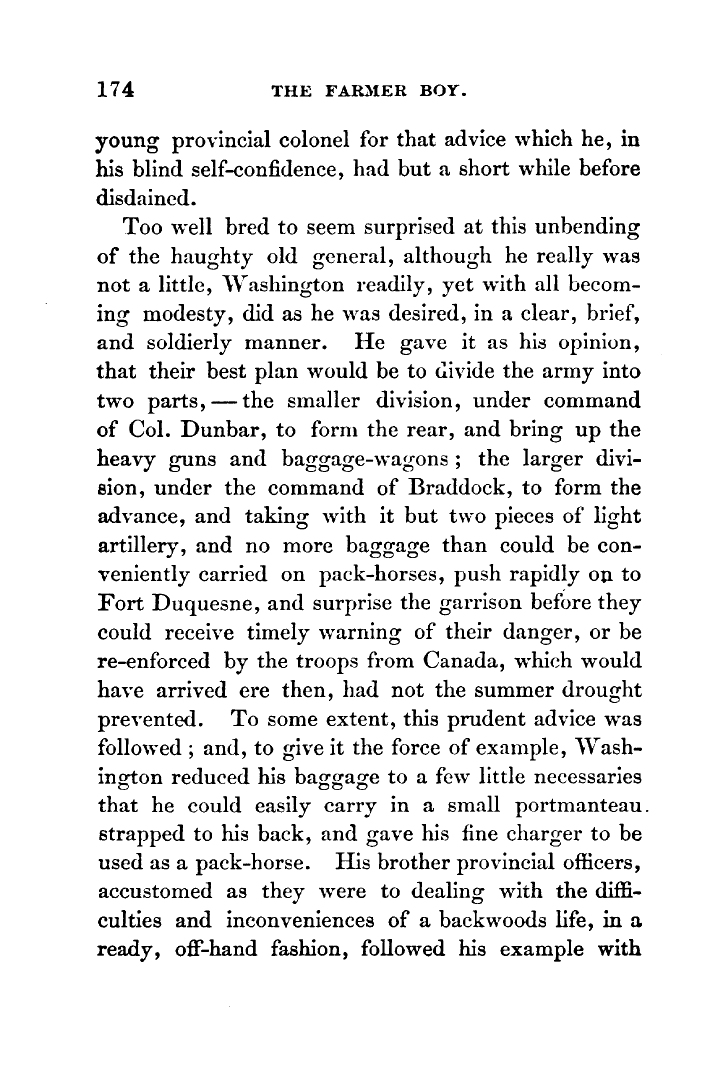 174 THE FARMER BOY.
young provincial colonel for that advice which he, in
his blind self-confidence, had but a short while before
disdained.
Too well bred to seem surprised at this unbending
of the haughty old general, although he really was
not a little, Washington readily, yet with all becom-
ing modesty, did as he was desired, in a clear, brief,
and soldierly manner. He gave it as his opinion,
that their best plan would be to divide the army into
two parts, — the smaller division, under command
of Col. Dunbar, to form the rear, and bring up the
heavy guns and baggage-wagons ; the larger divi-
sion, under the command of Braddock, to form the
advance, and taking with it but two pieces of light
artillery, and no more baggage than could be con-
veniently carried on pack-horses, push rapidly on to
Fort Duquesne, and surprise the garrison before they
could receive timely warning of their danger, or be
re-enforced by the troops from Canada, which would
have arrived ere then, had not the summer drought
prevented. To some extent, this prudent advice was
followed ; and, to give it the force of example, Wash-
ington reduced his baggage to a few little necessaries
that he could easily carry in a small portmanteau.
strapped to his back, and gave his fine charger to be
used as a pack-horse. His brother provincial officers,
accustomed as they were to dealing with the diffi-
culties and inconveniences of a backwoods life, in a
ready, off-hand fashion, followed his example with